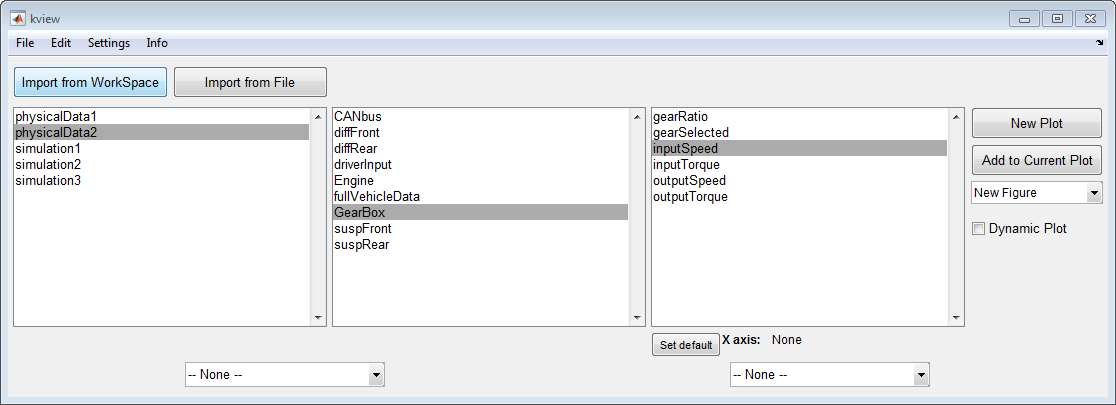 kview
File Edit Settings Info
Import from WorkSpace Import from File
physicalData1
physicalData2
simulation1
simulation2
simulation3
CANbus
diffFront
diffRear
driverInput
Engine
fullVehicleData
GearBox
suspFront
suspRear
gearRatio
gearSelected
inputSpeed
inputTorque
outputSpeed
outputTorque
New Plot
Add to Current Plot
New Figure
Dynamic Plot
Set default X axis: None
-- None -- -- None --